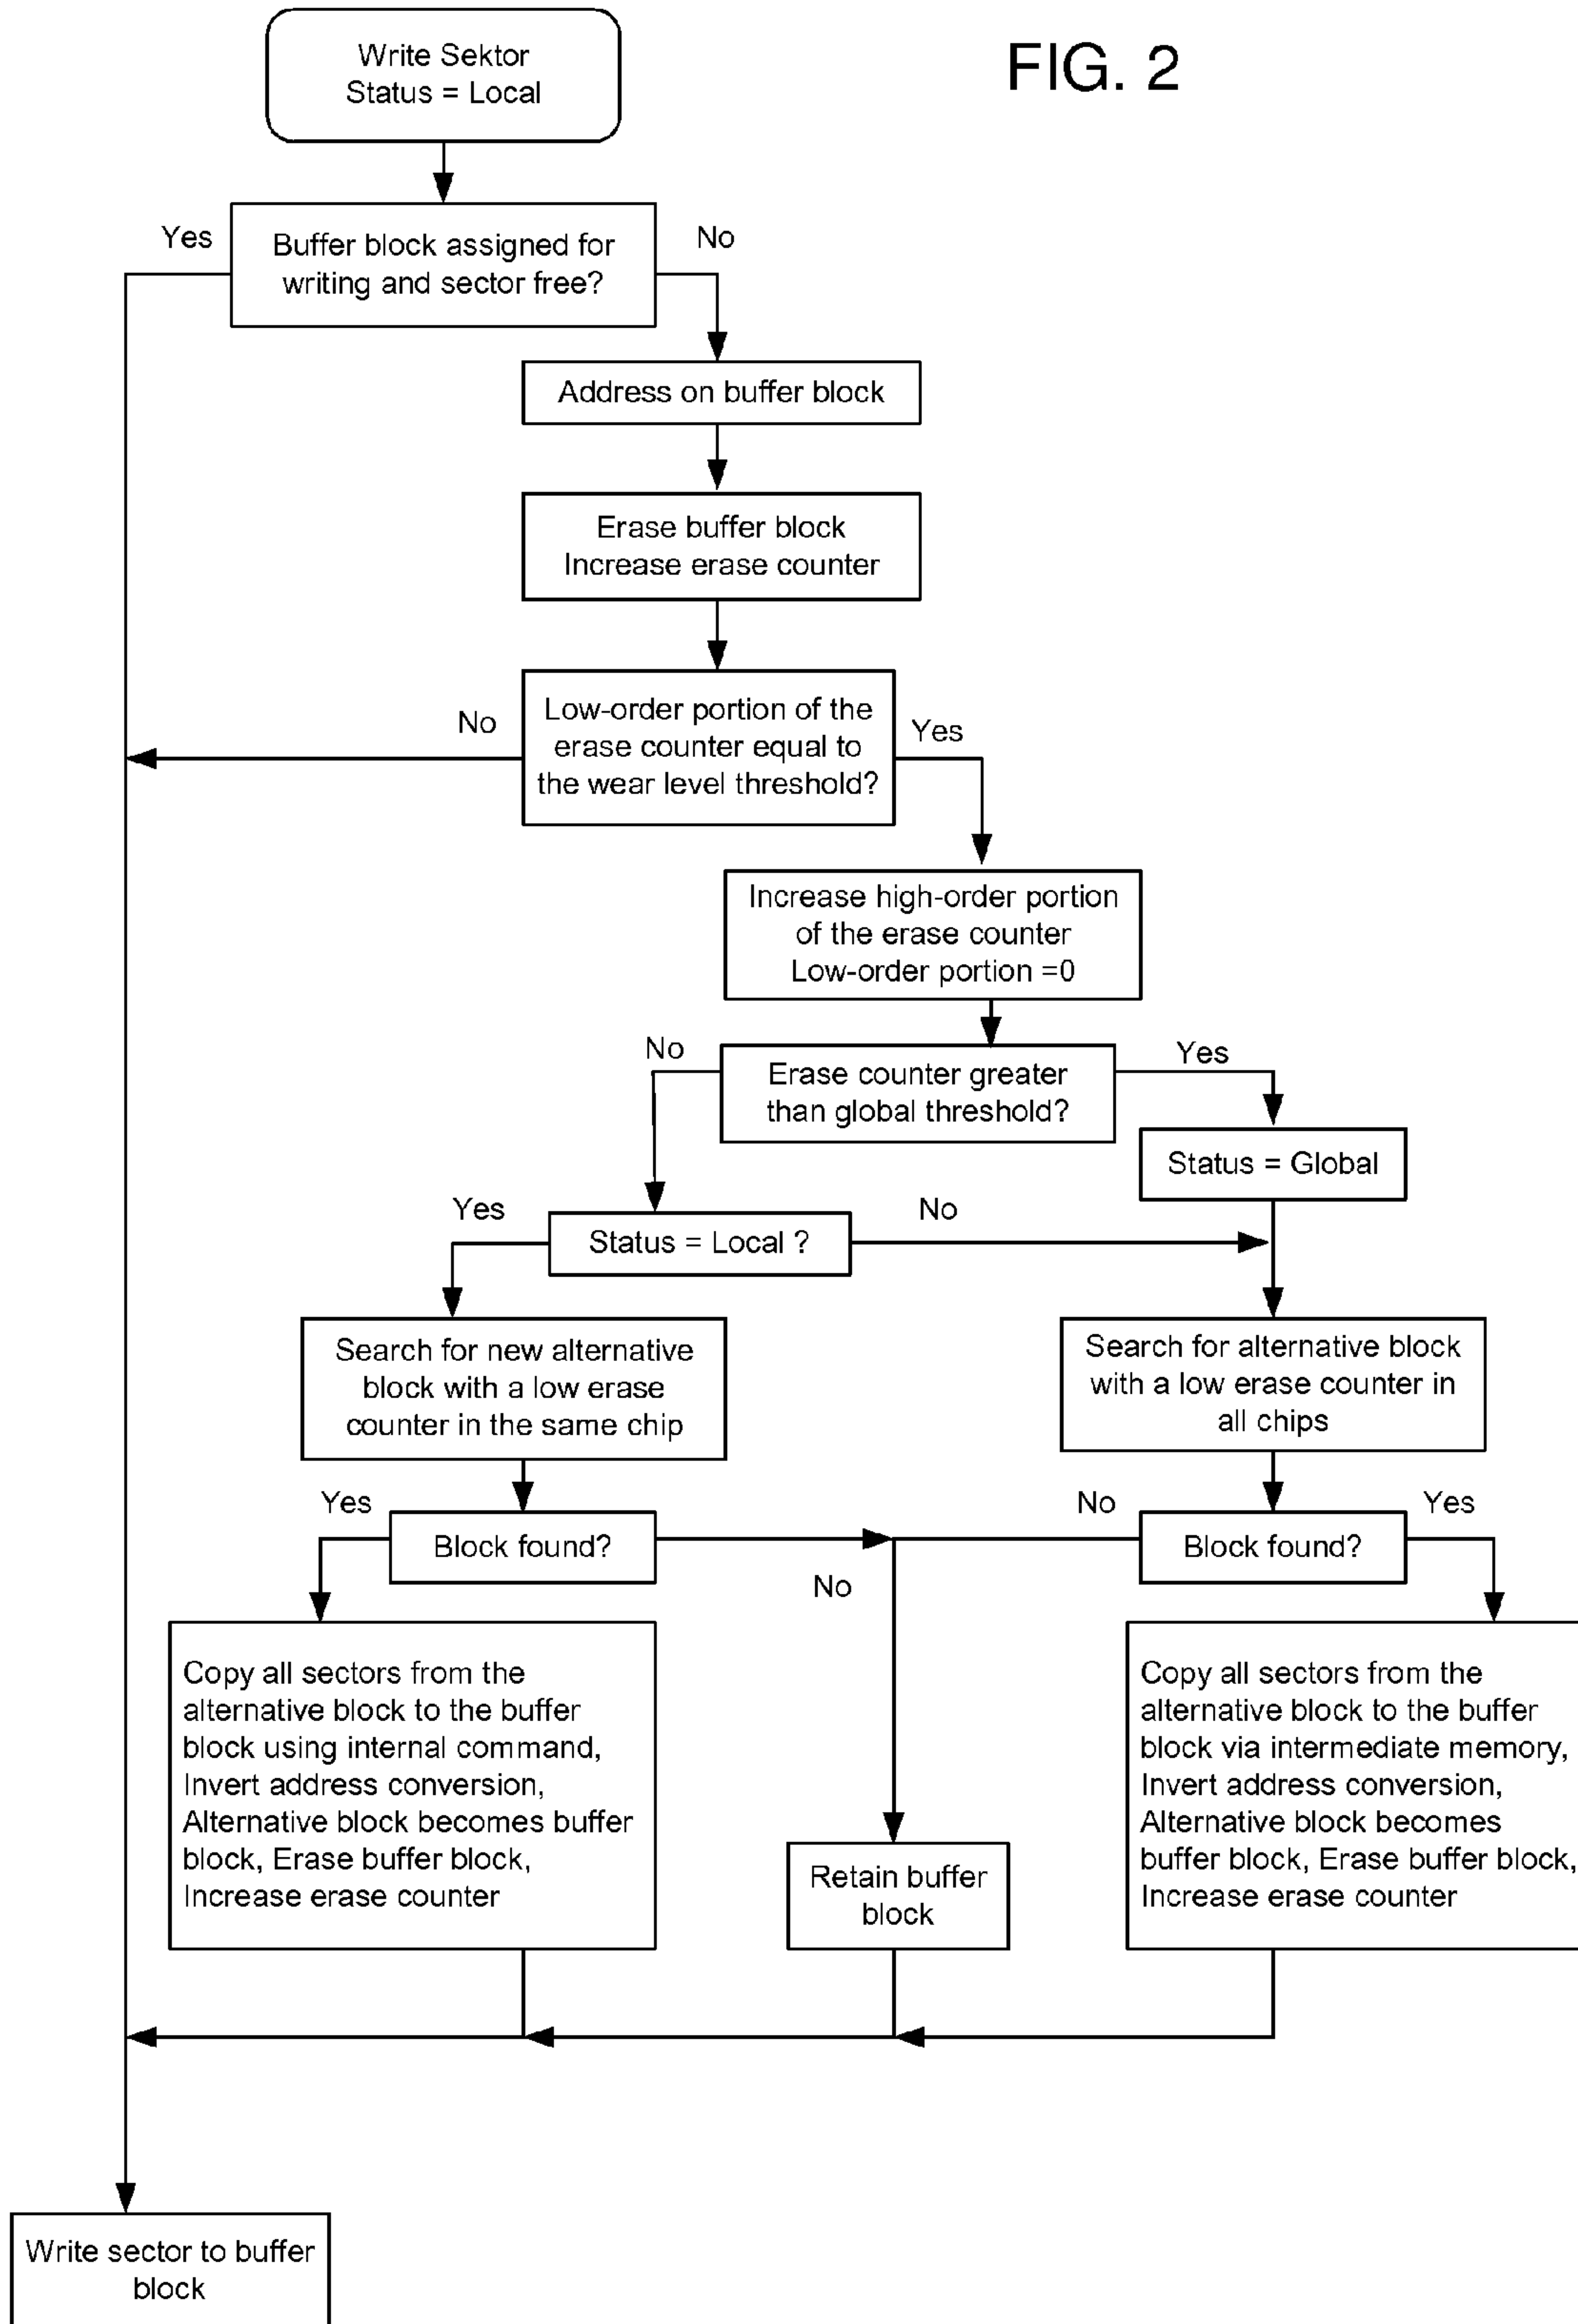 FIG. 2
Write Sektor
Status = Local
Yes
No
Buffer block assigned for
writing and sector free?
Address on buffer block
Erase buffer block
Increase erase counter
No
Yes
Low-order portion of the
erase counter equal to
the wear level threshold?
Increase high-order portion
of the erase counter
Low-order portion =0
No
Yes
Erase counter greater
than global threshold?
Status = Global
Yes
No
Status = Local ?
Search for new alternative
block with a low erase
counter in the same chip
Search for alternative block
with a low erase counter in
all chips
Yes
Block found?
No
No
Yes
Block found?
Copy all sectors from the
alternative block to the buffer
block using internal command,
Invert address conversion,
Alternative block becomes buffer
block, Erase buffer block,
Increase erase counter
Retain buffer
block
Copy all sectors from the
alternative block to the buffer
block via intermediate memory,
Invert address conversion,
Alternative block becomes
buffer block, Erase buffer block,
Increase erase counter
Write sector to buffer
block